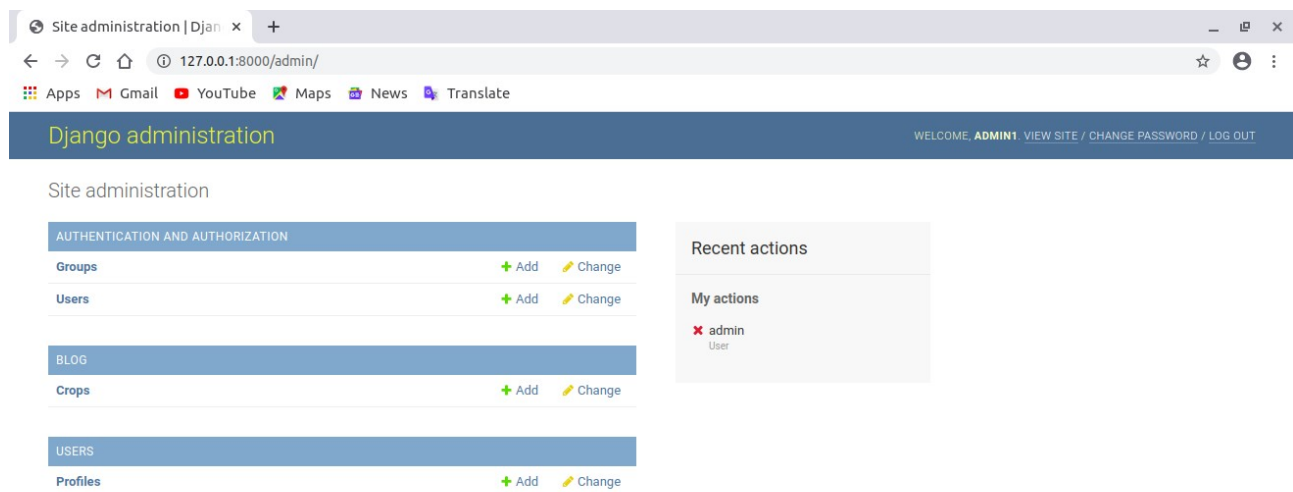 Site administration | Djan
127.0.0.1:8000/admin/
Apps Gmail YouTube Maps News Translate
Django administration
WELCOME, ADMIN1. VIEW SITE / CHANGE PASSWORD / LOG OUT
Site administration
AUTHENTICATION AND AUTHORIZATION
Groups Add Change
Users Add Change
BLOG
Crops Add Change
USERS
Profiles Add Change
Recent actions
My actions
admin
User